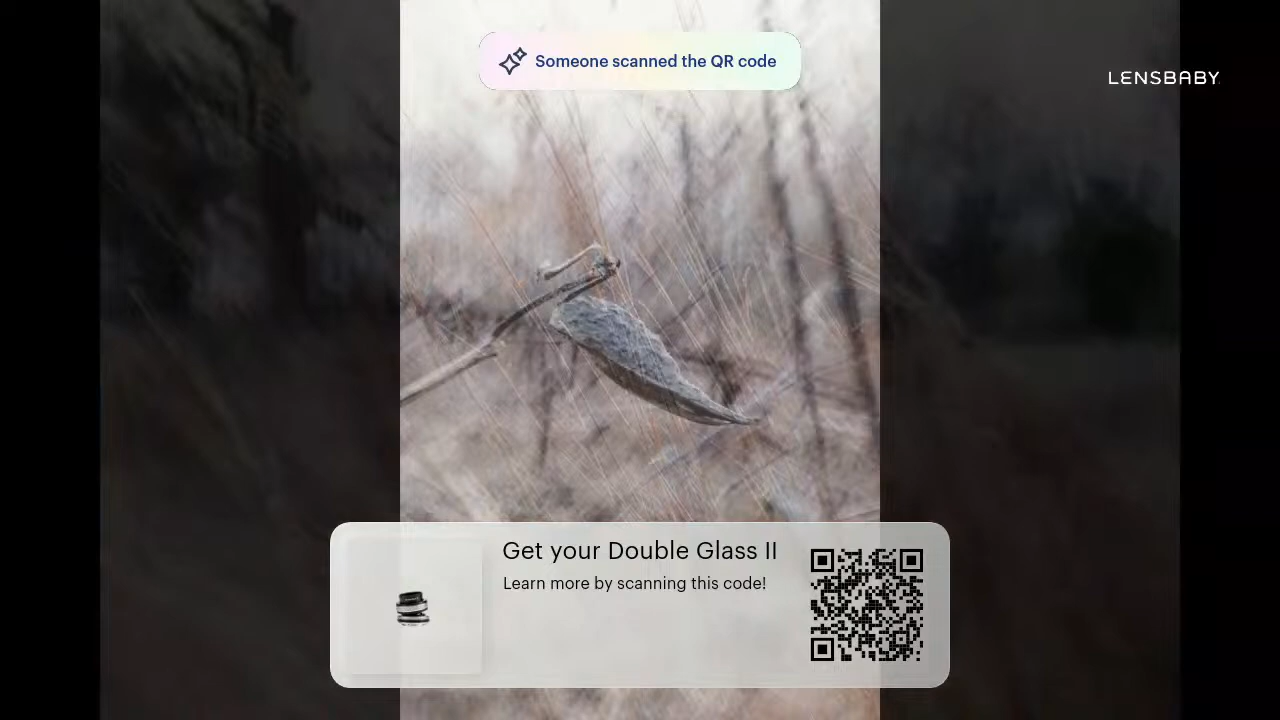 Someone scanned the QR code
LENSBABY
Get your Double Glass II
Learn more by scanning this code!